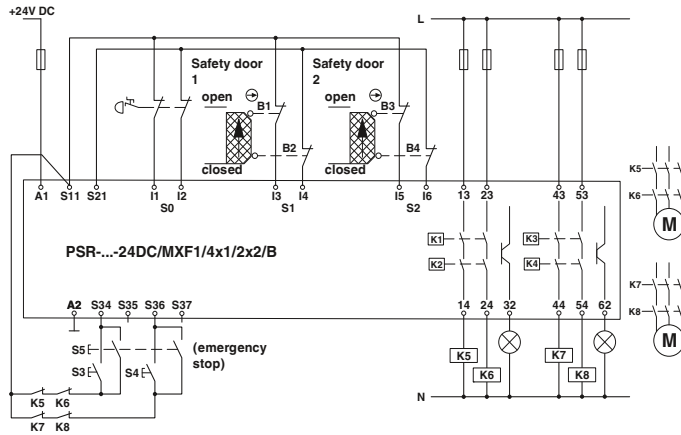 +24V DC
L
Safety door 1
Safety door 2
open
open
B1
B3
B2
B4
closed
closed
K5
K6
A1 S11 S21 I1 I2 I3 I4 I5 I6 13 23 43 53
S0 S1 S2
M
PSR-...-24DC/MXF1/4x1/2x2/B
K1
K3
K2
K4
K7
K8
A2 S34 S35 S36 S37 14 24 32 44 54 62
M
S5
(emergency stop)
S3
S4
K5
K7
K6
K8
K5 K6
N
K7 K8